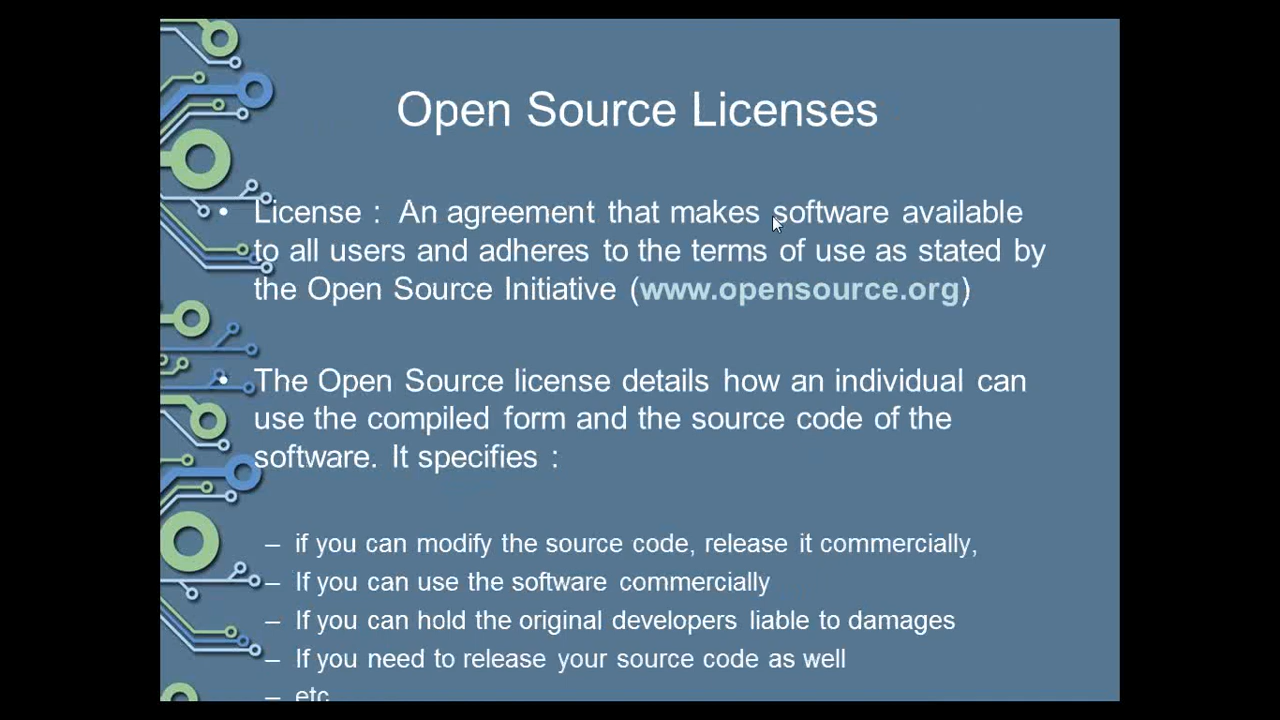 Open Source Licenses
• License : An agreement that makes software available
to all users and adheres to the terms of use as stated by
the Open Source Initiative (www.opensource.org)
• The Open Source license details how an individual can
use the compiled form and the source code of the
software. It specifies :
– if you can modify the source code, release it commercially,
– If you can use the software commercially
– If you can hold the original developers liable to damages
– If you need to release your source code as well
– etc